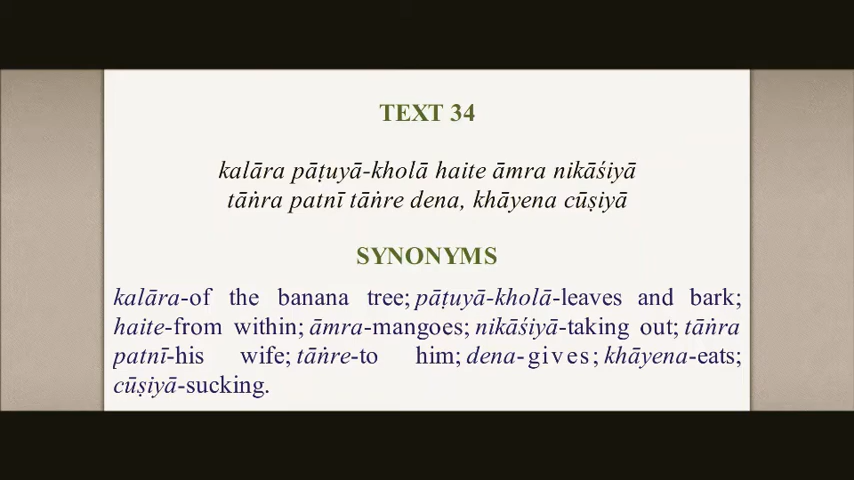 TEXT 34
kalāra pāṭuyā-kholā haite āmra nikāśiyā
tāṅra patnī tāṅre dena, khāyena cūṣiyā
SYNONYMS
kalāra-of the banana tree; pāṭuyā-kholā-leaves and bark;
haite-from within; āmra-mangoes; nikāśiyā-taking out; tāṅra
patnī-his wife; tāṅre-to him; dena-gives; khāyena-eats;
cūṣiyā-sucking.